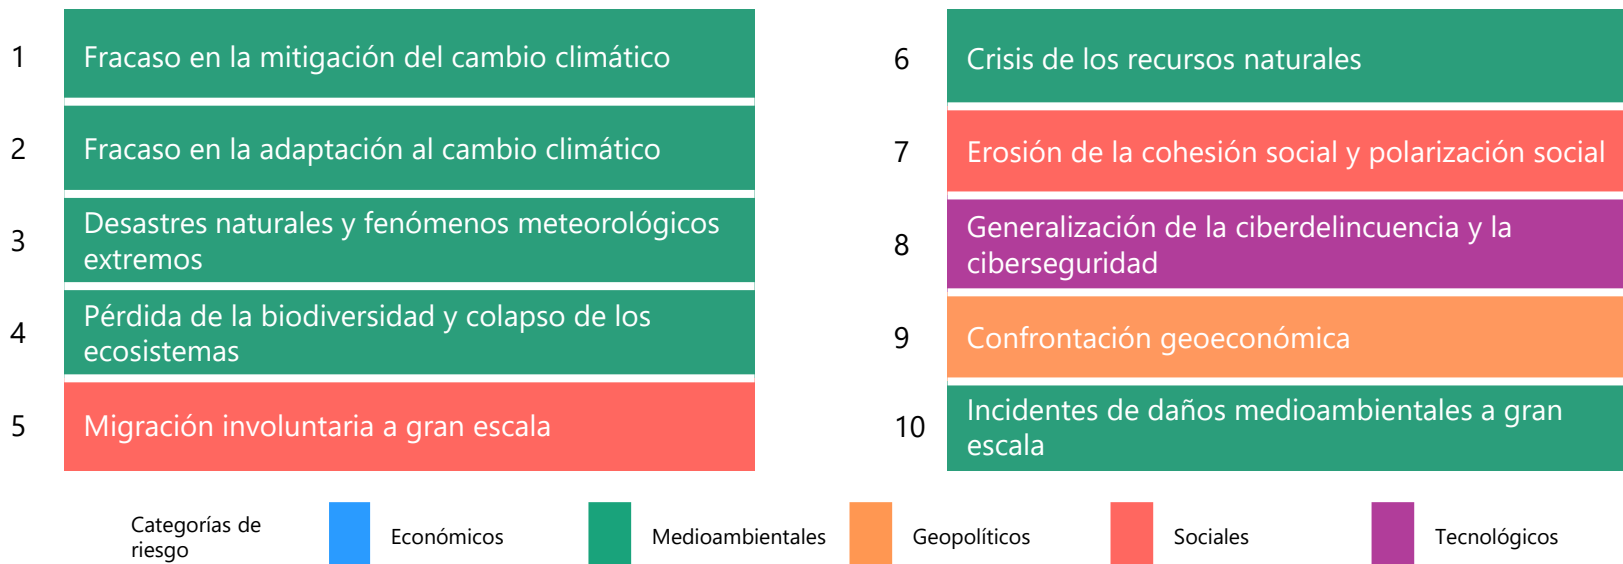 1
Fracaso en la mitigación del cambio climático
2
Fracaso en la adaptación al cambio climático
3
Desastres naturales y fenómenos meteorológicos
extremos
4
Pérdida de la biodiversidad y colapso de los
ecosistemas
5
Migración involuntaria a gran escala
6
Crisis de los recursos naturales
7
Erosión de la cohesión social y polarización social
8
Generalización de la ciberdelincuencia y la
ciberseguridad
9
Confrontación geoeconómica
10
Incidentes de daños medioambientales a gran
escala
Categorías de
riesgo
Económicos
Medioambientales
Geopolíticos
Sociales
Tecnológicos